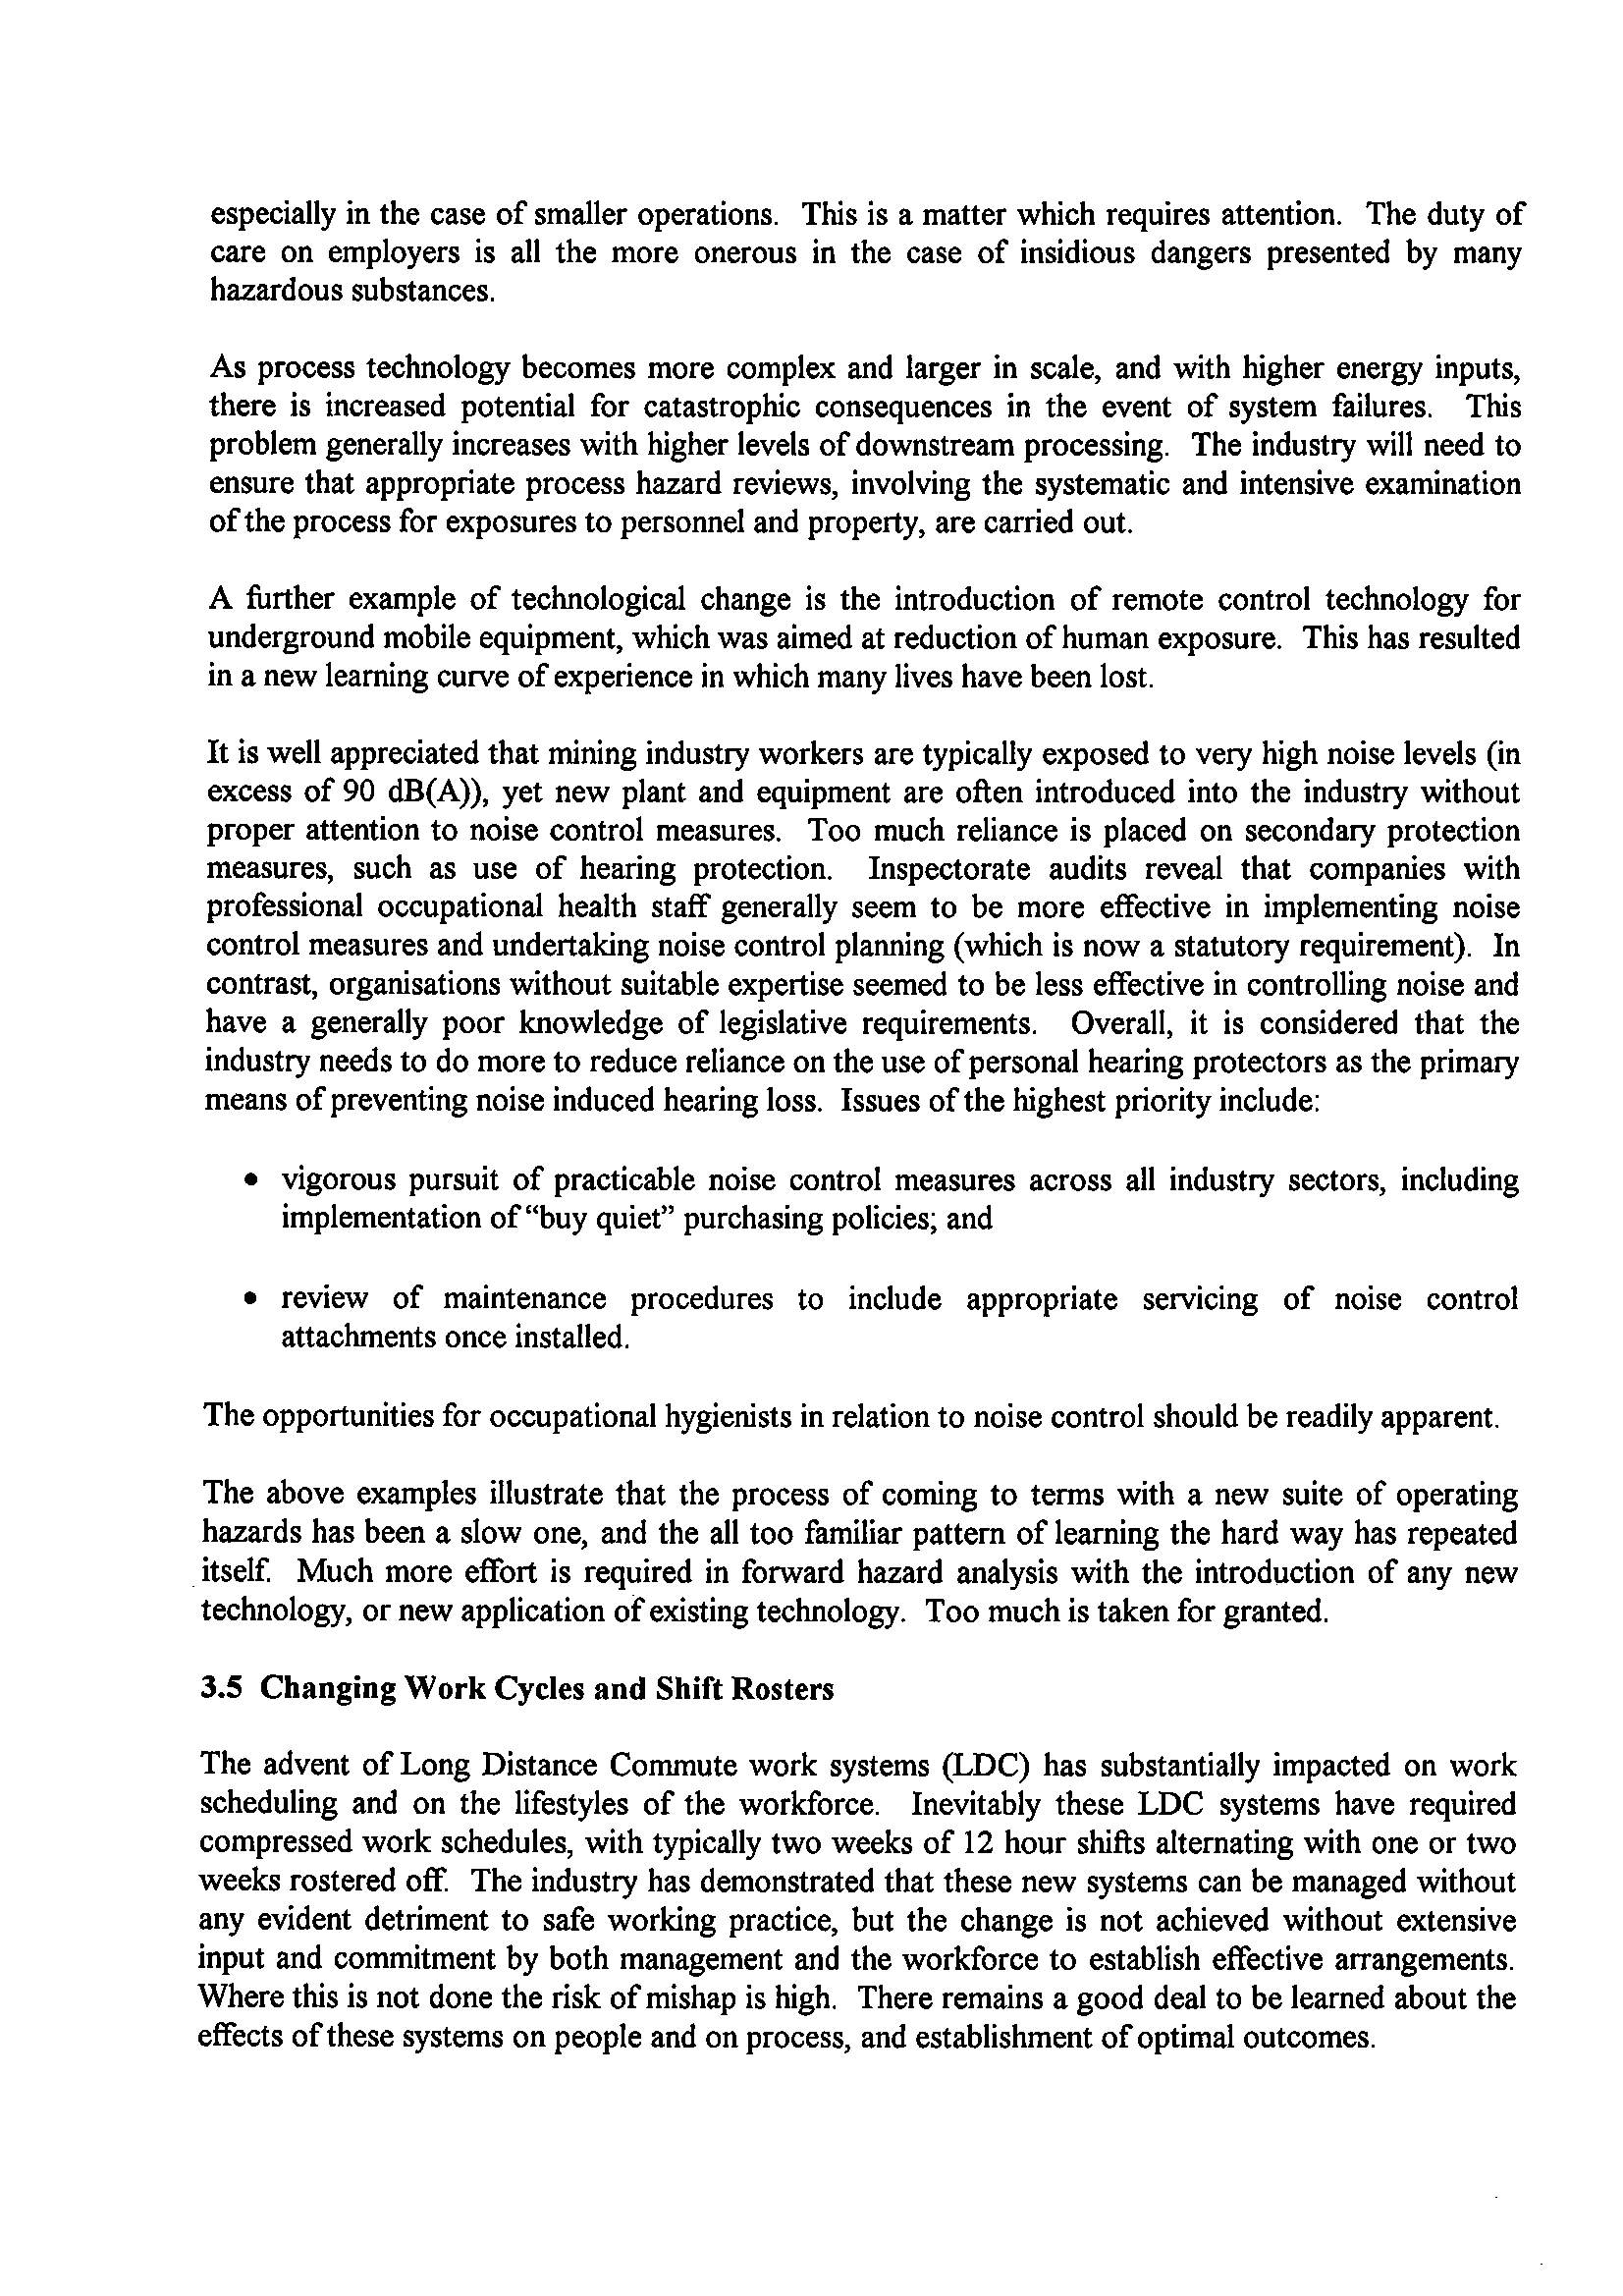 especially in the case of smaller operations. This is a matter which requires attention. The duty of
care on employers is all the more onerous in the case of insidious dangers presented by many
hazardous substances.
As process technology becomes more complex and larger in scale, and with higher energy inputs,
there is increased potential for catastrophic consequences in the event of system failures. This
problem generally increases with higher levels of downstream processing. The industry will need to
ensure that appropriate process hazard reviews, involving the systematic and intensive examination
of the process for exposures to personnel and property, are carried out.
A further example of technological change is the introduction of remote control technology for
underground mobile equipment, which was aimed at reduction of human exposure. This has resulted
in a new learning curve of experience in which many lives have been lost.
It is well appreciated that mining industry workers are typically exposed to very high noise levels (in
excess of 90 dB(A)), yet new plant and equipment are often introduced into the industry without
proper attention to noise control measures. Too much reliance is placed on secondary protection
measures, such as use of hearing protection. Inspectorate audits reveal that companies with
professional occupational health staff generally seem to be more effective in implementing noise
control measures and undertaking noise control planning (which is now a statutory requirement). In
contrast, organisations without suitable expertise seemed to be less effective in controlling noise and
have a generally poor knowledge of legislative requirements. Overall, it is considered that the
industry needs to do more to reduce reliance on the use of personal hearing protectors as the primary
means of preventing noise induced hearing loss. Issues of the highest priority include:
• vigorous pursuit of practicable noise control measures across all industry sectors, including
implementation of “buy quiet” purchasing policies; and
• review of maintenance procedures to include appropriate servicing of noise control
attachments once installed.
The opportunities for occupational hygienists in relation to noise control should be readily apparent.
The above examples illustrate that the process of coming to terms with a new suite of operating
hazards has been a slow one, and the all too familiar pattern of learning the hard way has repeated
itself. Much more effort is required in forward hazard analysis with the introduction of any new
technology, or new application of existing technology. Too much is taken for granted.
3.5 Changing Work Cycles and Shift Rosters
The advent of Long Distance Commute work systems (LDC) has substantially impacted on work
scheduling and on the lifestyles of the workforce. Inevitably these LDC systems have required
compressed work schedules, with typically two weeks of 12 hour shifts alternating with one or two
weeks rostered off. The industry has demonstrated that these new systems can be managed without
any evident detriment to safe working practice, but the change is not achieved without extensive
input and commitment by both management and the workforce to establish effective arrangements.
Where this is not done the risk of mishap is high. There remains a good deal to be learned about the
effects of these systems on people and on process, and establishment of optimal outcomes.